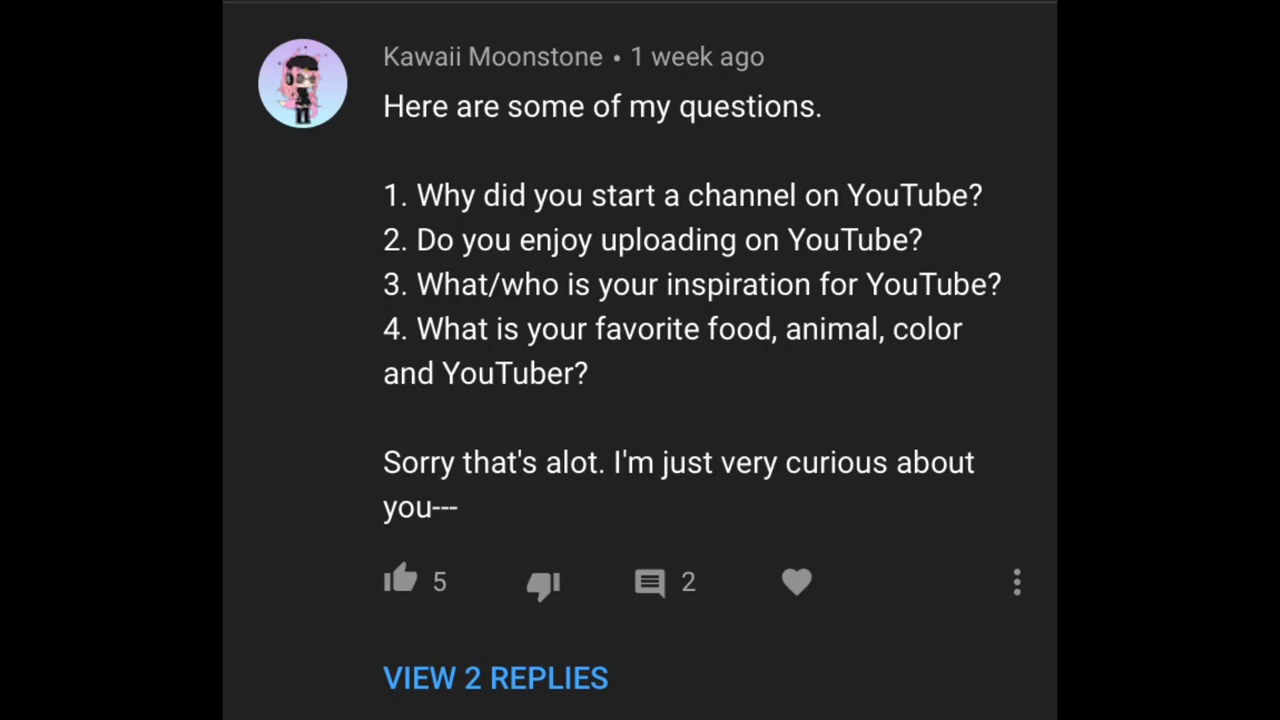 Kawaii Moonstone • 1 week ago
Here are some of my questions.
1. Why did you start a channel on YouTube?
2. Do you enjoy uploading on YouTube?
3. What/who is your inspiration for YouTube?
4. What is your favorite food, animal, color
and YouTuber?
Sorry that's alot. I'm just very curious about
you---
5 2
VIEW 2 REPLIES